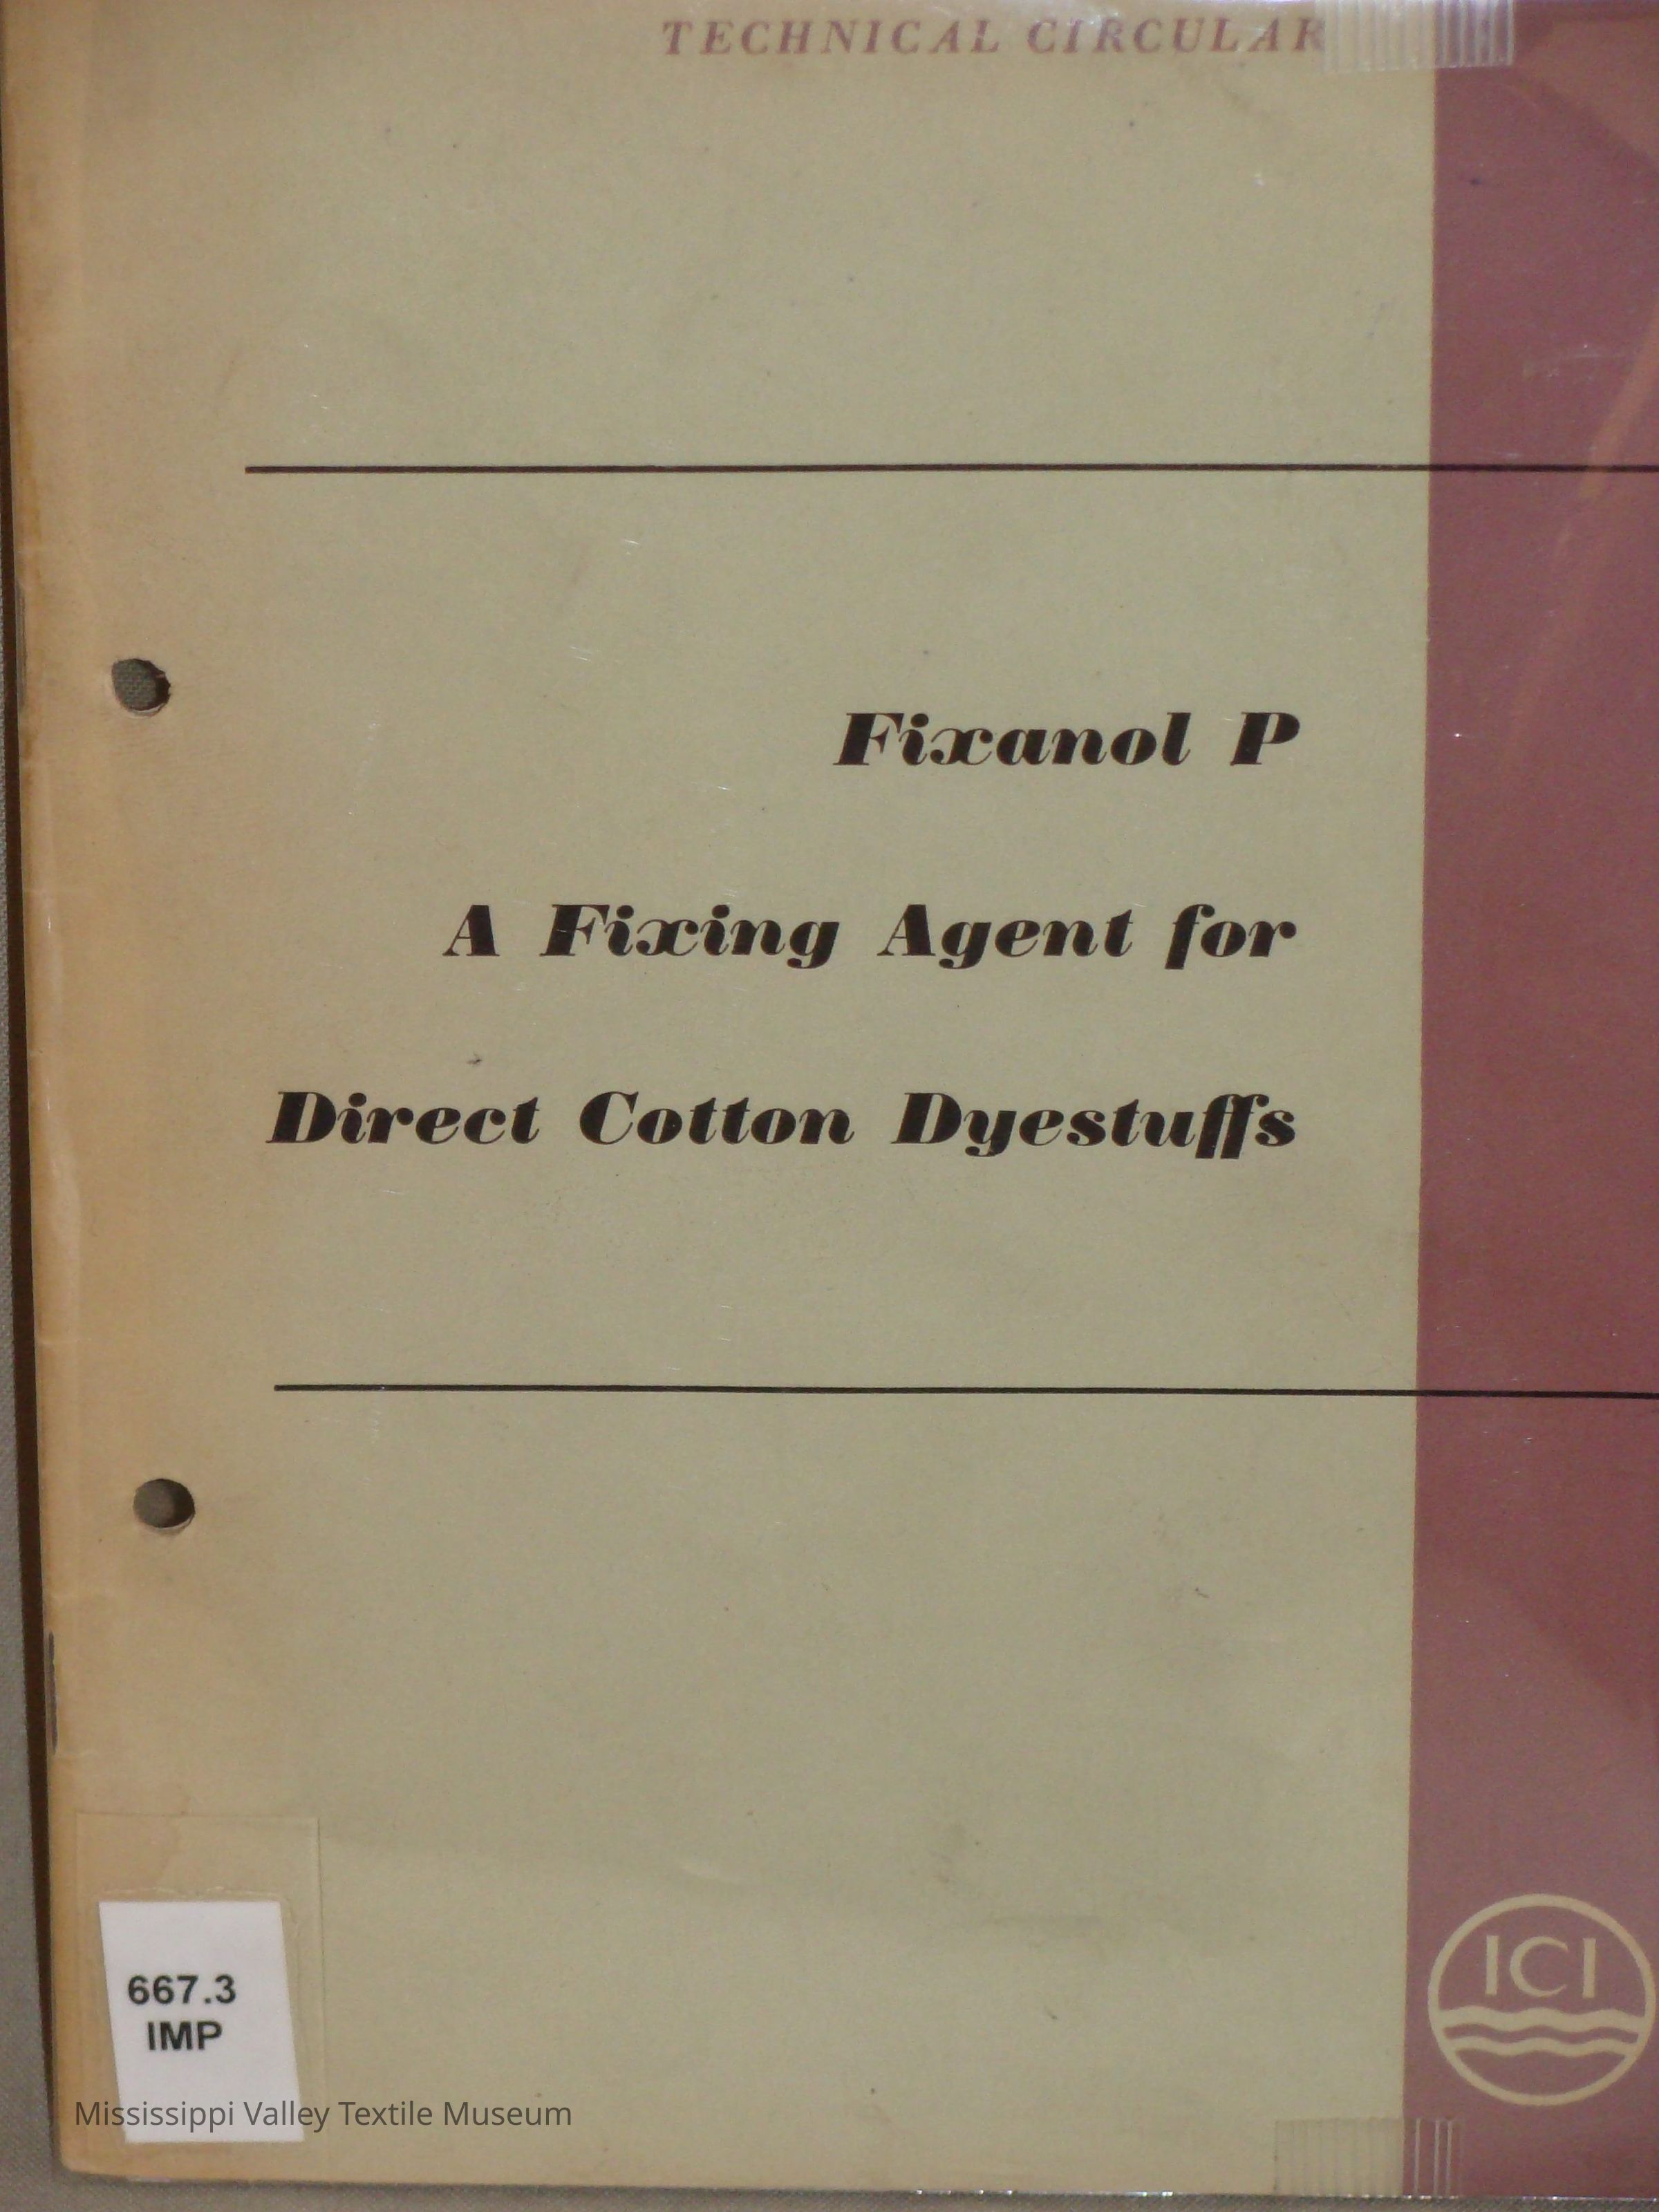 TECHNICAL CIRCULAR
Fixanol P
A Fixing Agent for
Direct Cotton Dyestuffs
ICI
667.3
IMP
Mississippi Valley Textile Museum